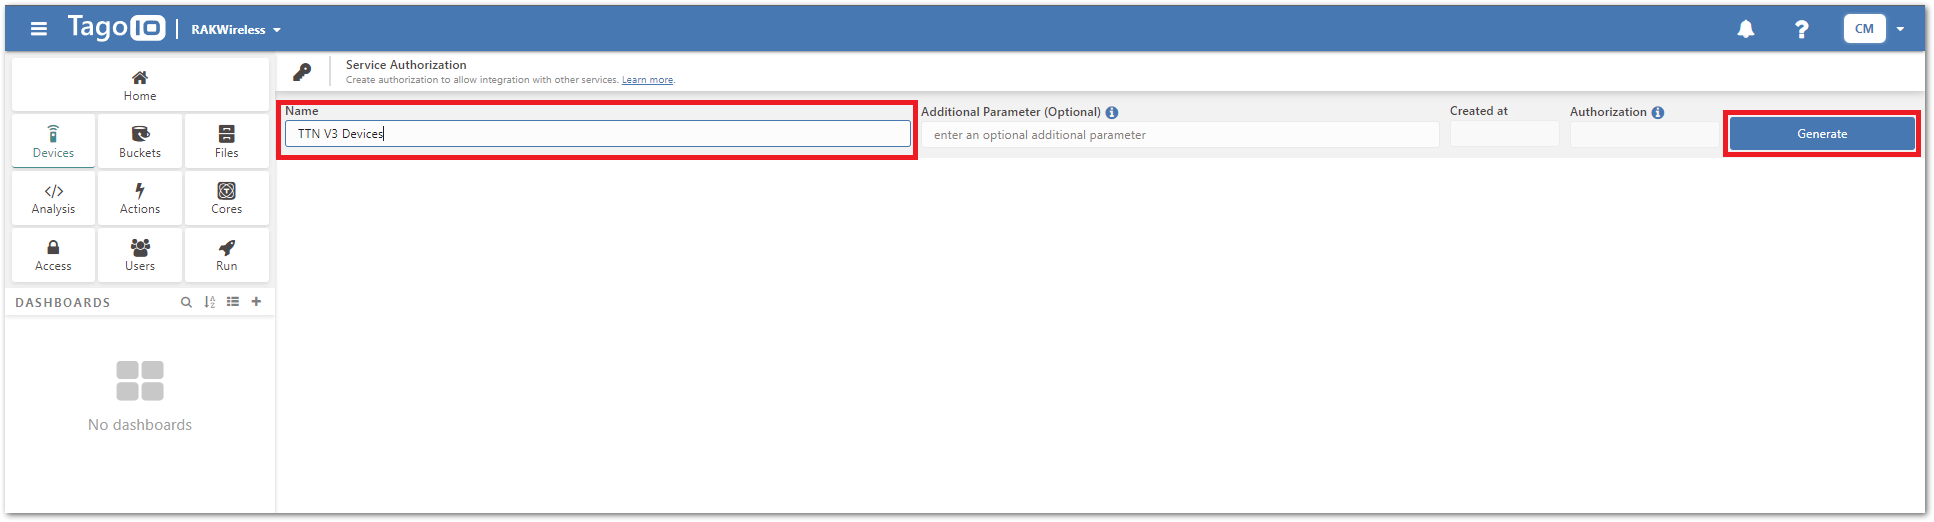 TagoIO
RAKWireless
?
CM
Home
Devices
Buckets
Files
Analysis
Actions
Cores
Access
Users
Run
DASHBOARDS
No dashboards
Service Authorization
Create authorization to allow integration with other services. Learn more.
Name
TTN V3 Devices
Additional Parameter (Optional)
enter an optional additional parameter
Created at
Authorization
Generate